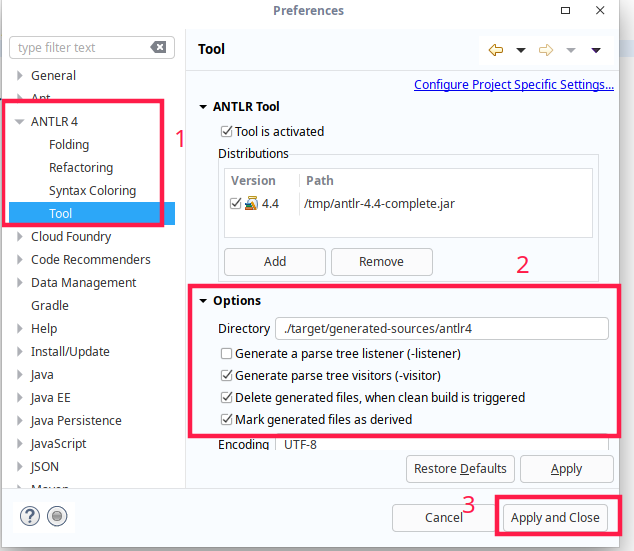 Preferences
type filter text
General
Ant
ANTLR 4
Folding
Refactoring
Syntax Coloring
Tool
Cloud Foundry
Code Recommenders
Data Management
Gradle
Help
Install/Update
Java
Java EE
Java Persistence
JavaScript
JSON
Maven
1
Tool
Configure Project Specific Settings...
ANTLR Tool
Tool is activated
Distributions
Version Path
4.4 /tmp/antlr-4.4-complete.jar
Add Remove
2
Options
Directory ./target/generated-sources/antlr4
Generate a parse tree listener (-listener)
Generate parse tree visitors (-visitor)
Delete generated files, when clean build is triggered
Mark generated files as derived
Encoding UTF-8
Restore Defaults Apply
3
Cancel Apply and Close
?